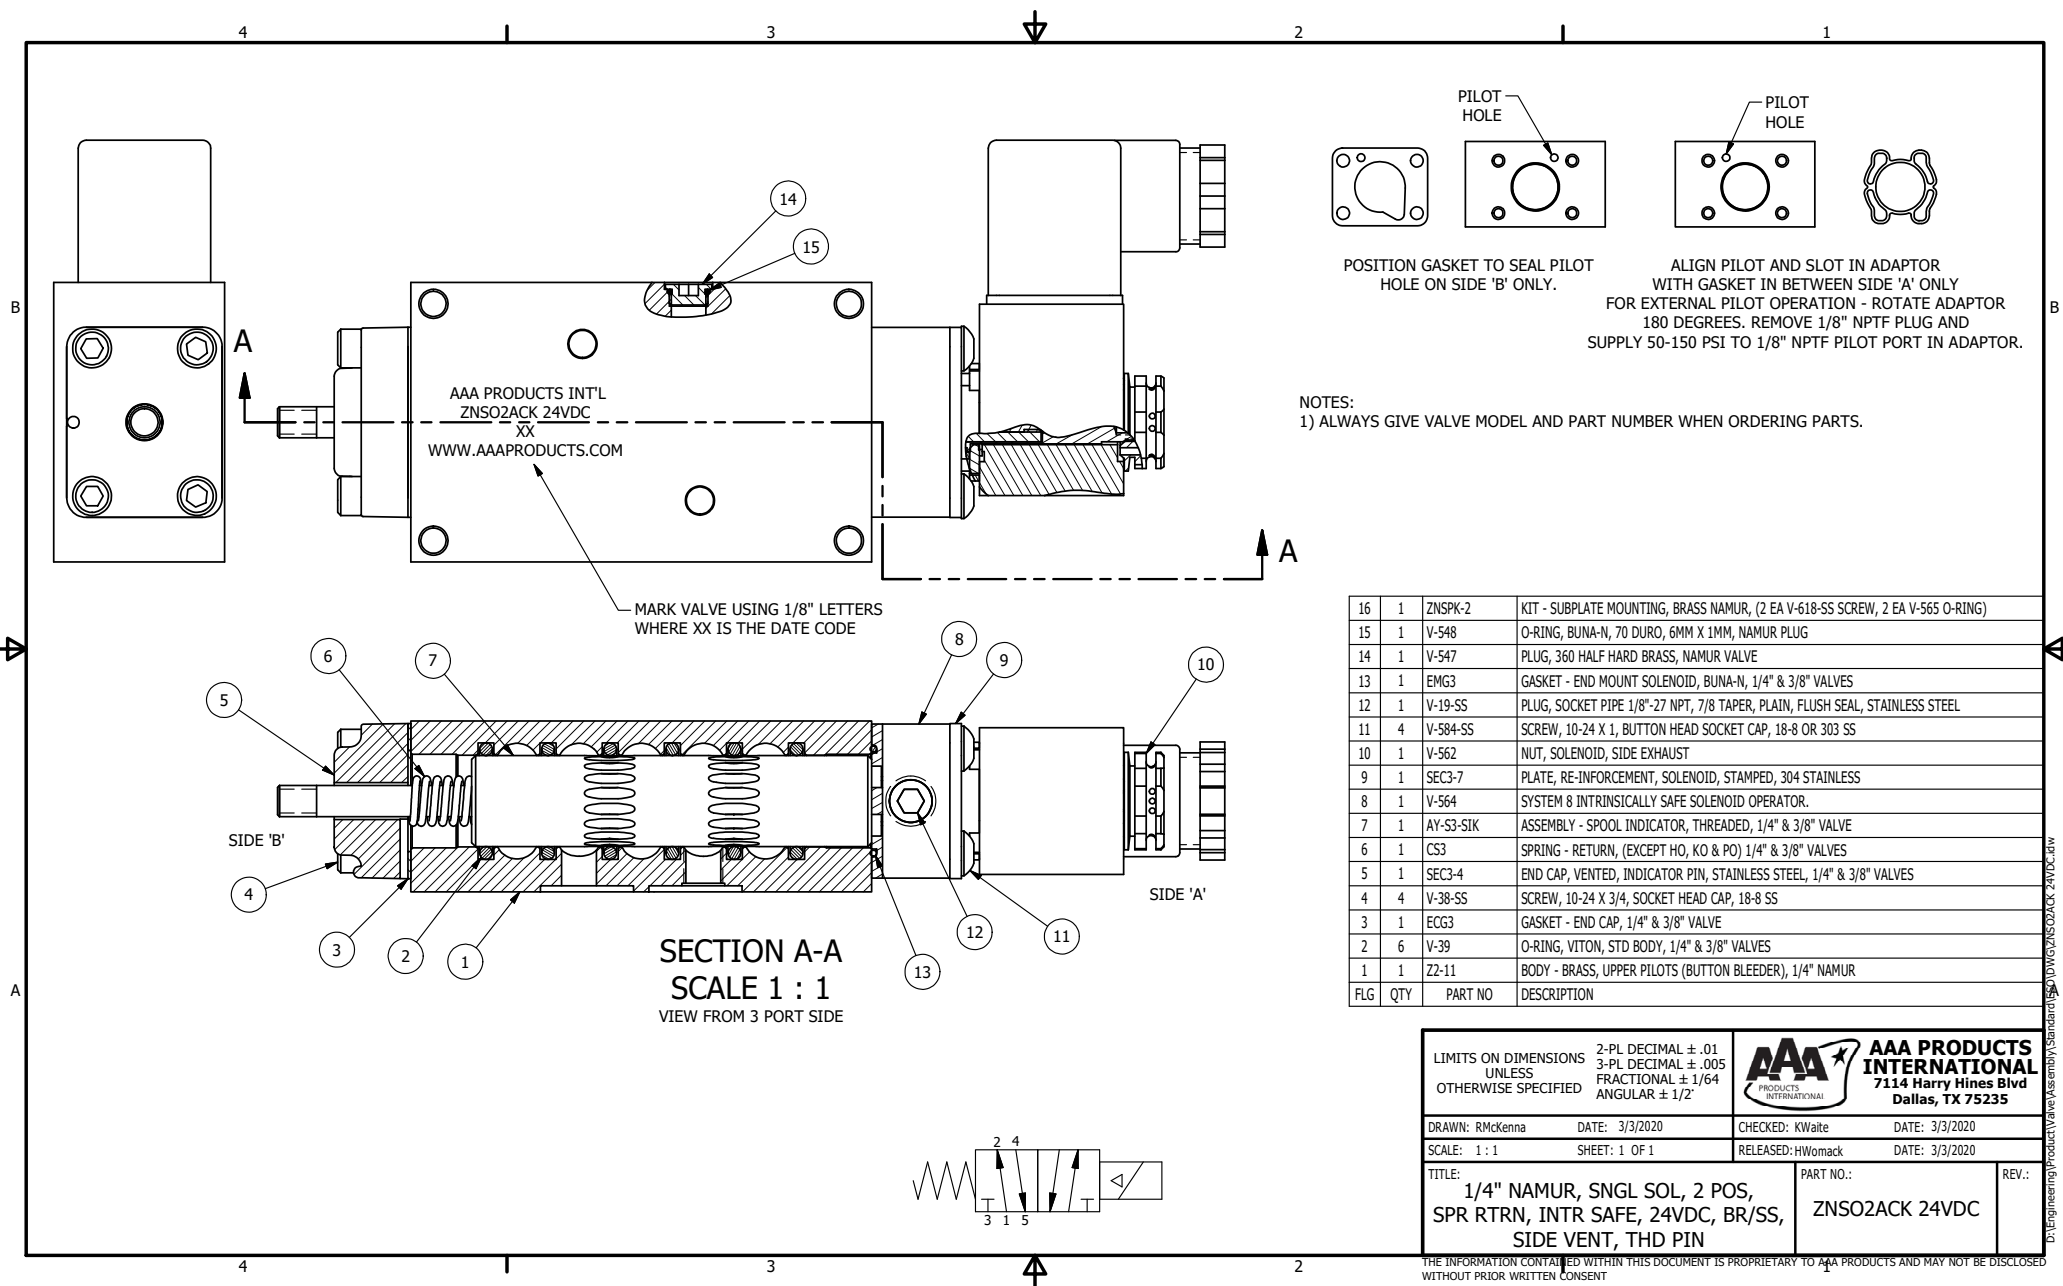 4
3
2
1
B
B
A
A
14
15
PILOT
HOLE
PILOT
HOLE
POSITION GASKET TO SEAL PILOT
HOLE ON SIDE 'B' ONLY.
ALIGN PILOT AND SLOT IN ADAPTOR
WITH GASKET IN BETWEEN SIDE 'A' ONLY
FOR EXTERNAL PILOT OPERATION - ROTATE ADAPTOR
180 DEGREES. REMOVE 1/8" NPTF PLUG AND
SUPPLY 50-150 PSI TO 1/8" NPTF PILOT PORT IN ADAPTOR.
NOTES:
1) ALWAYS GIVE VALVE MODEL AND PART NUMBER WHEN ORDERING PARTS.
A
AAA PRODUCTS INT'L
ZNSO2ACK 24VDC
XX
WWW.AAAPRODUCTS.COM
A
MARK VALVE USING 1/8" LETTERS
WHERE XX IS THE DATE CODE
5
6
7
8
9
10
SIDE 'B'
SIDE 'A'
4
3
2
1
13
12
11
SECTION A-A
SCALE 1 : 1
VIEW FROM 3 PORT SIDE
16 1 ZNSPK-2 KIT - SUBPLATE MOUNTING, BRASS NAMUR, (2 EA V-618-SS SCREW, 2 EA V-565 O-RING)
15 1 V-548 O-RING, BUNA-N, 70 DURO, 6MM X 1MM, NAMUR PLUG
14 1 V-547 PLUG, 360 HALF HARD BRASS, NAMUR VALVE
13 1 EMG3 GASKET - END MOUNT SOLENOID, BUNA-N, 1/4" & 3/8" VALVES
12 1 V-19-SS PLUG, SOCKET PIPE 1/8"-27 NPT, 7/8 TAPER, PLAIN, FLUSH SEAL, STAINLESS STEEL
11 4 V-584-SS SCREW, 10-24 X 1, BUTTON HEAD SOCKET CAP, 18-8 OR 303 SS
10 1 V-562 NUT, SOLENOID, SIDE EXHAUST
9 1 SEC3-7 PLATE, RE-INFORCEMENT, SOLENOID, STAMPED, 304 STAINLESS
8 1 V-564 SYSTEM 8 INTRINSICALLY SAFE SOLENOID OPERATOR.
7 1 AY-S3-SIK ASSEMBLY - SPOOL INDICATOR, THREADED, 1/4" & 3/8" VALVE
6 1 CS3 SPRING - RETURN, (EXCEPT HO, KO & PO) 1/4" & 3/8" VALVES
5 1 SEC3-4 END CAP, VENTED, INDICATOR PIN, STAINLESS STEEL, 1/4" & 3/8" VALVES
4 4 V-38-SS SCREW, 10-24 X 3/4, SOCKET HEAD CAP, 18-8 SS
3 1 ECG3 GASKET - END CAP, 1/4" & 3/8" VALVE
2 6 V-39 O-RING, VITON, STD BODY, 1/4" & 3/8" VALVES
1 1 Z2-11 BODY - BRASS, UPPER PILOTS (BUTTON BLEEDER), 1/4" NAMUR
FLG QTY PART NO DESCRIPTION
2 4
3 1 5
LIMITS ON DIMENSIONS
UNLESS
OTHERWISE SPECIFIED
2-PL DECIMAL ± .01
3-PL DECIMAL ± .005
FRACTIONAL ± 1/64
ANGULAR ± 1/2°
AAA
PRODUCTS
INTERNATIONAL
AAA PRODUCTS
INTERNATIONAL
7114 Harry Hines Blvd
Dallas, TX 75235
DRAWN: RMcKenna DATE: 3/3/2020 CHECKED: KWaite DATE: 3/3/2020
SCALE: 1 : 1 SHEET: 1 OF 1 RELEASED: HWomack DATE: 3/3/2020
TITLE:
1/4" NAMUR, SNGL SOL, 2 POS,
SPR RTRN, INTR SAFE, 24VDC, BR/SS,
SIDE VENT, THD PIN
PART NO.:
ZNSO2ACK 24VDC
REV.:
THE INFORMATION CONTAINED WITHIN THIS DOCUMENT IS PROPRIETARY TO AAA PRODUCTS AND MAY NOT BE DISCLOSED
WITHOUT PRIOR WRITTEN CONSENT
D:\Engineering\Product\Valve\Assembly\Standard\ESO\DWG\ZNSO2ACK 24VDC.idw
4
3
2
1